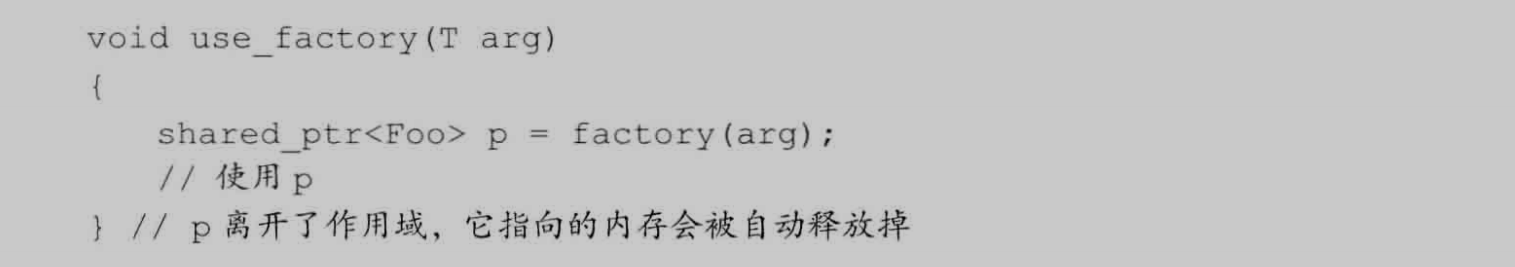 void use_factory(T arg)
{
    shared_ptr<Foo> p = factory(arg);
    // 使用 p
} // p 离开了作用域，它指向的内存会被自动释放掉